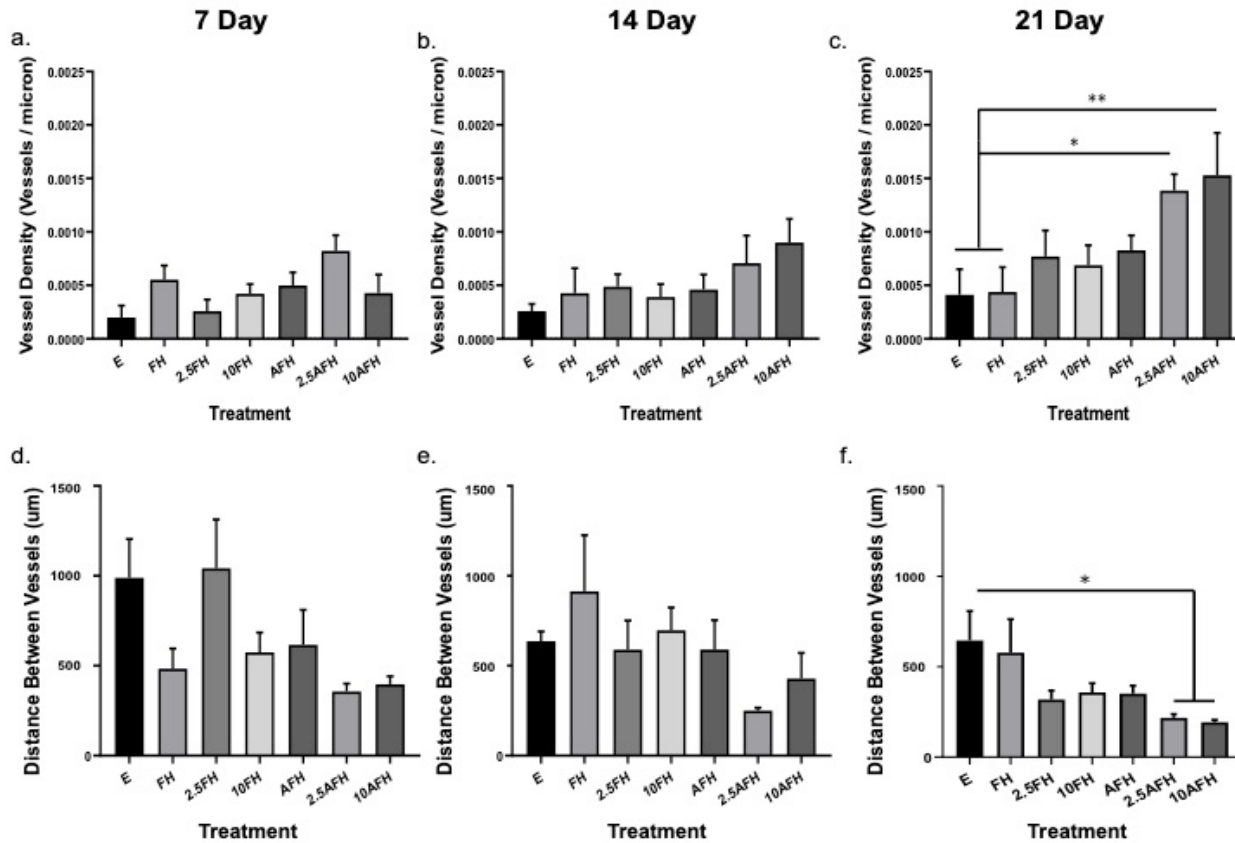 7 Day
14 Day
21 Day
a.
Vessel Density (Vessels / micron)
0.0025
0.0020
0.0015
0.0010
0.0005
0.0000
E
FH
2.5FH
10FH
AFH
2.5AFH
10AFH
Treatment
b.
Vessel Density (Vessels / micron)
0.0025
0.0020
0.0015
0.0010
0.0005
0.0000
E
FH
2.5FH
10FH
AFH
2.5AFH
10AFH
Treatment
c.
Vessel Density (Vessels / micron)
0.0025
0.0020
0.0015
0.0010
0.0005
0.0000
**
*
E
FH
2.5FH
10FH
AFH
2.5AFH
10AFH
Treatment
d.
Distance Between Vessels (um)
1500
1000
500
0
E
FH
2.5FH
10FH
AFH
2.5AFH
10AFH
Treatment
e.
Distance Between Vessels (um)
1500
1000
500
0
E
FH
2.5FH
10FH
AFH
2.5AFH
10AFH
Treatment
f.
Distance Between Vessels (um)
1500
1000
500
0
*
E
FH
2.5FH
10FH
AFH
2.5AFH
10AFH
Treatment